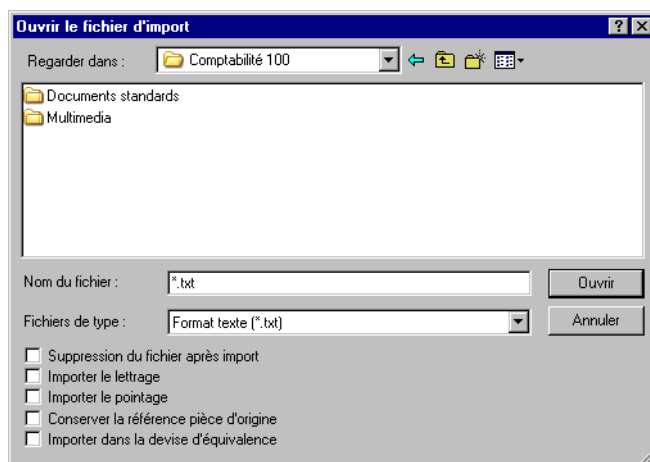 Ouvrir le fichier d'import
Regarder dans :
Comptabilité 100
Documents standards
Multimedia
Nom du fichier :
*.txt
Ouvrir
Fichiers de type :
Format texte (*.txt)
Annuler
Suppression du fichier après import
Importer le lettrage
Importer le pointage
Conserver la référence pièce d'origine
Importer dans la devise d'équivalence